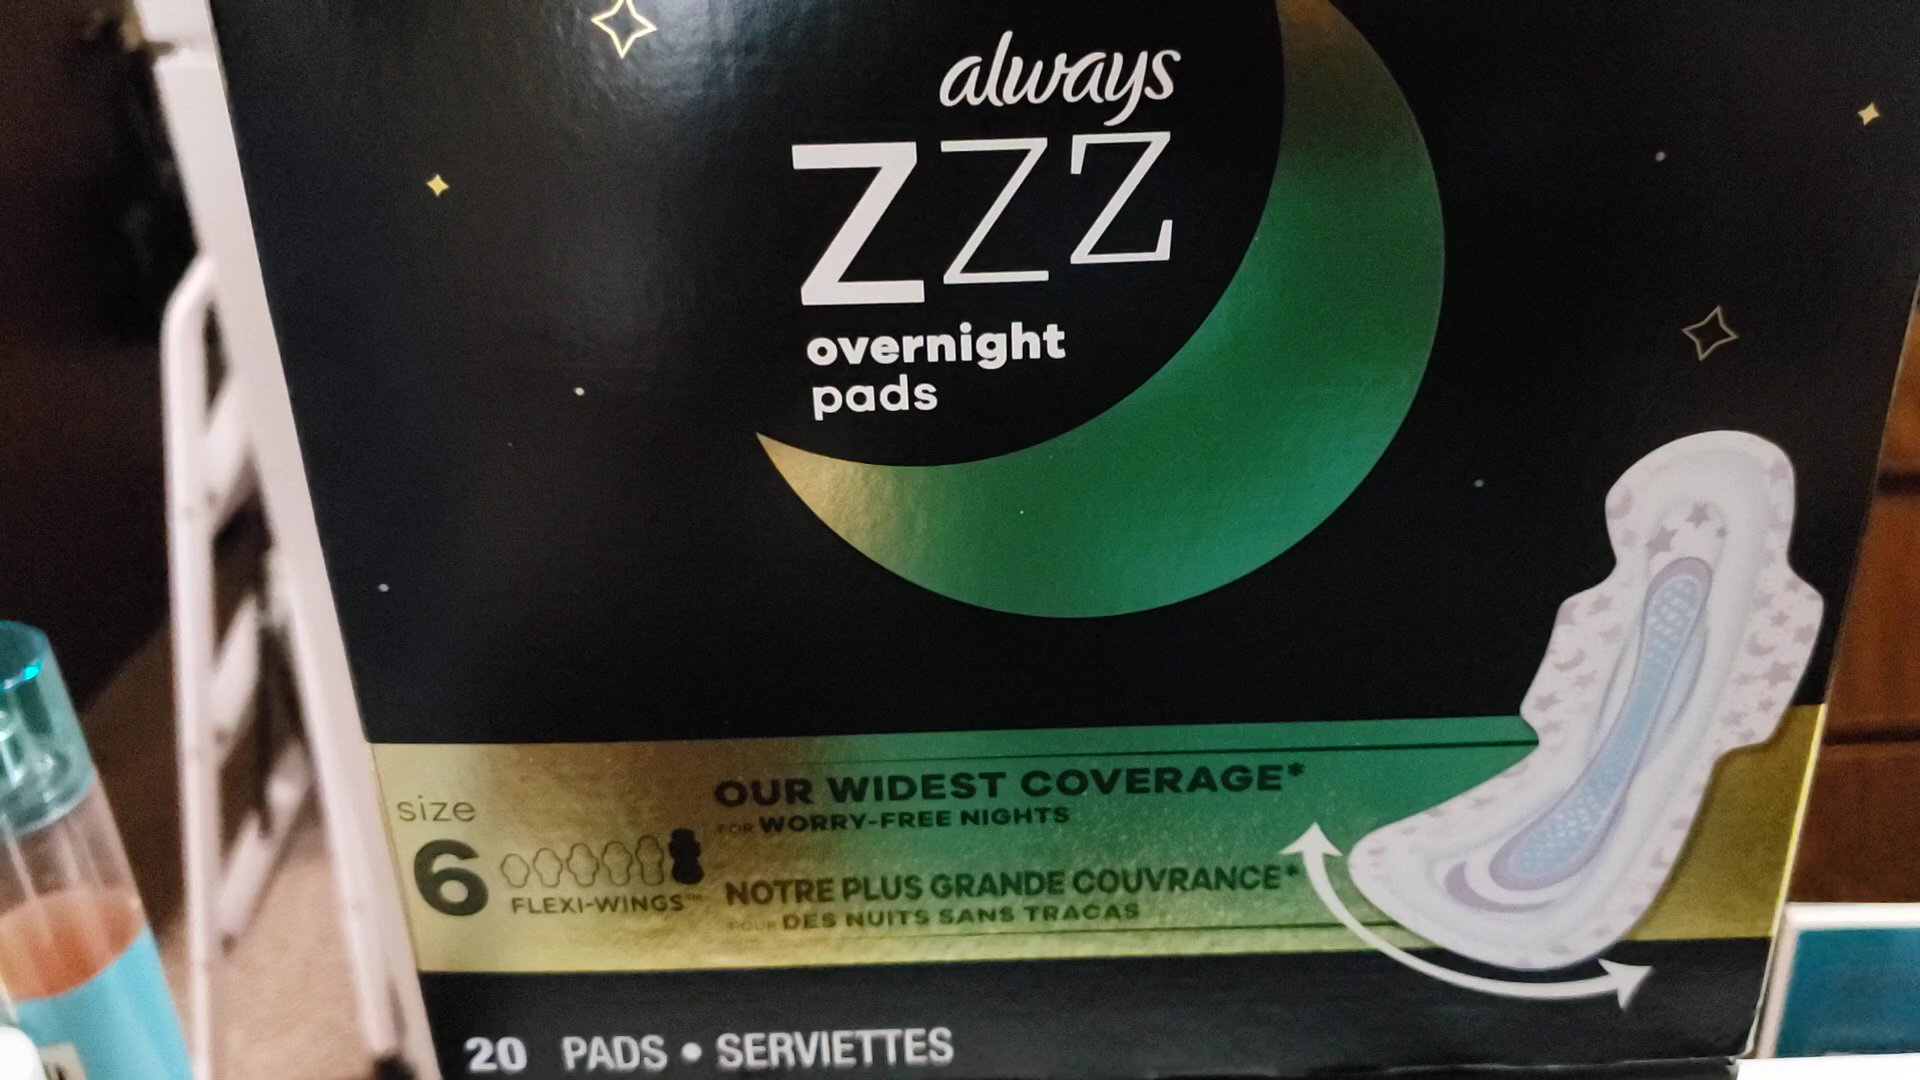 always
ZZZ
overnight
pads
size
6
FLEXI-WINGS™
OUR WIDEST COVERAGE*
FOR WORRY-FREE NIGHTS
NOTRE PLUS GRANDE COUVRANCE*
POUR DES NUITS SANS TRACAS
20 PADS • SERVIETTES